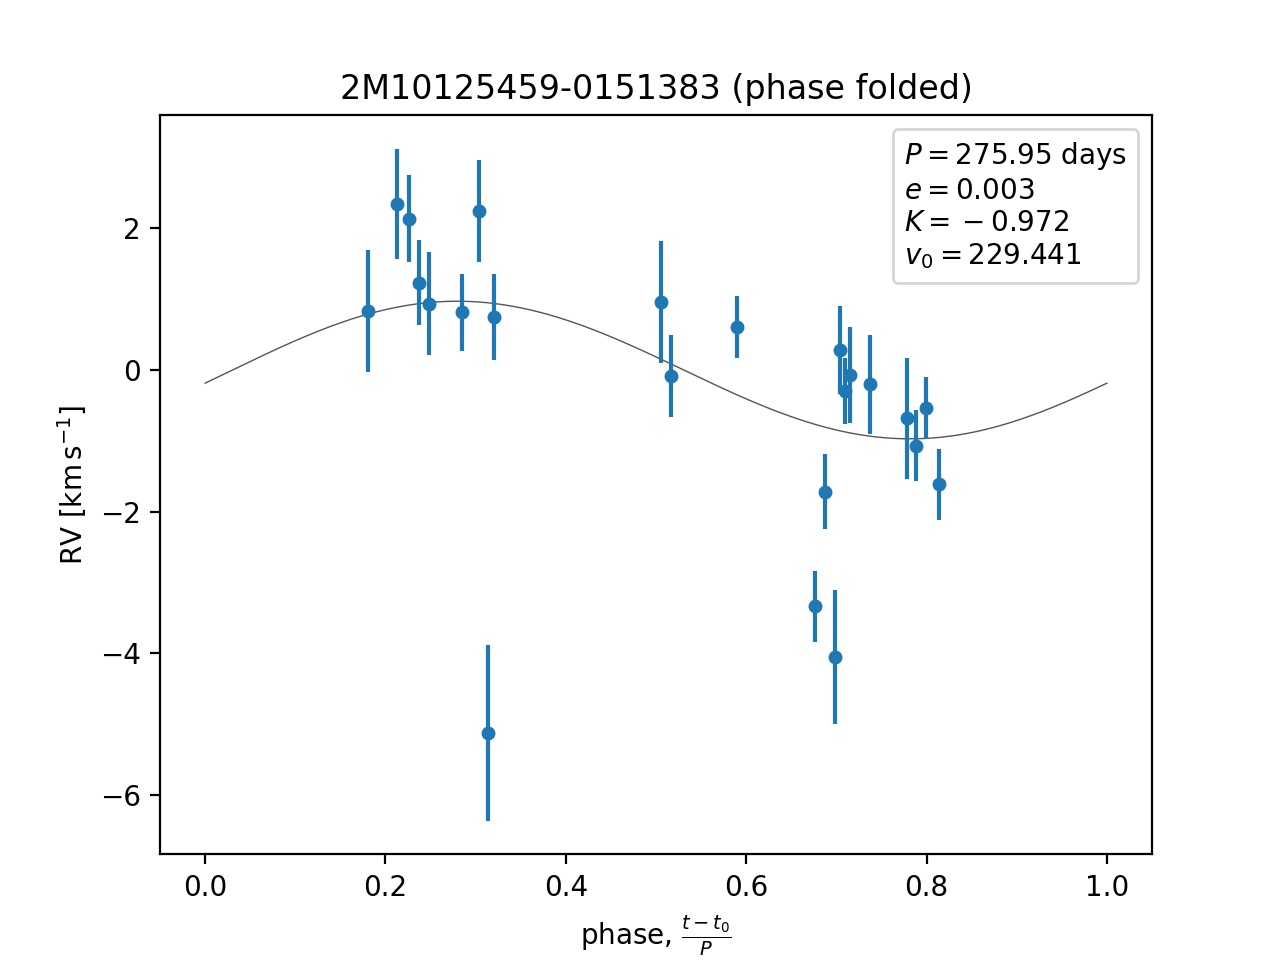 2M10125459-0151383 (phase folded)
P = 275.95 days
e = 0.003
K = −0.972
v₀ = 229.441
RV [km s⁻¹]
2
0
−2
−4
−6
0.0 0.2 0.4 0.6 0.8 1.0
phase, (t − t₀)/P